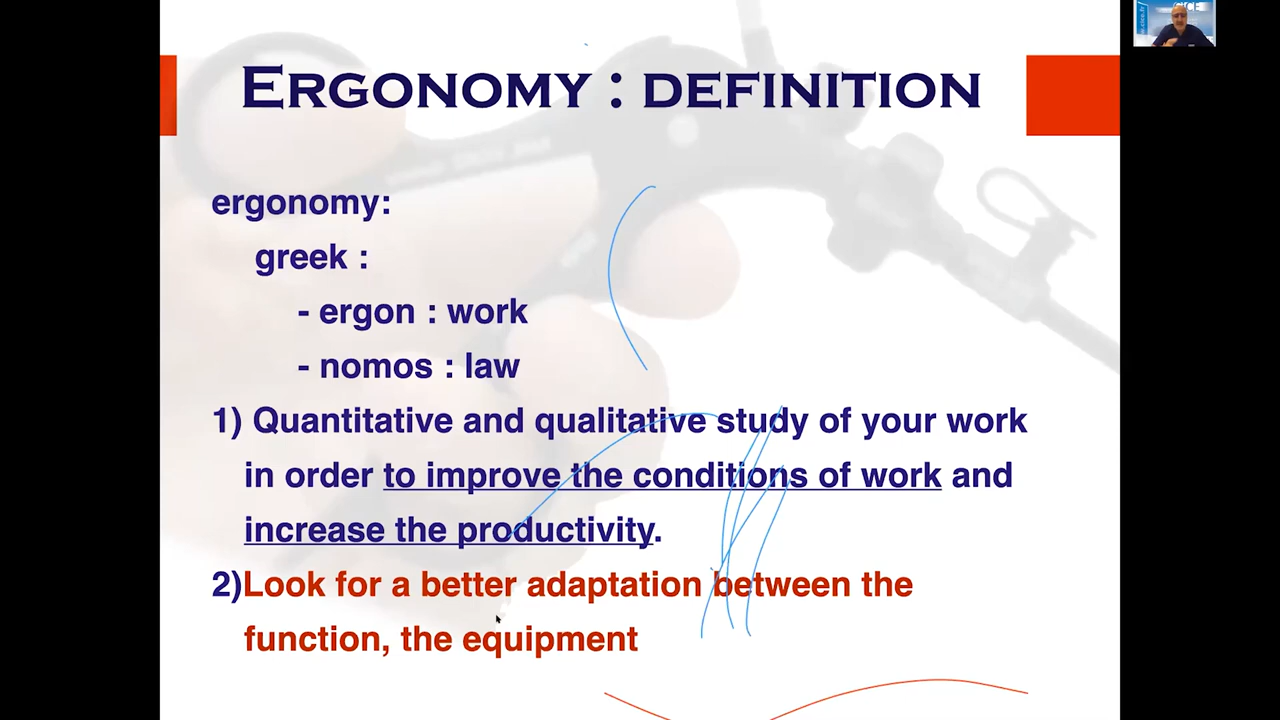 ERGONOMY : DEFINITION
ergonomy:
greek :
- ergon : work
- nomos : law
1) Quantitative and qualitative study of your work
in order to improve the conditions of work and
increase the productivity.
2)Look for a better adaptation between the
function, the equipment
CICE